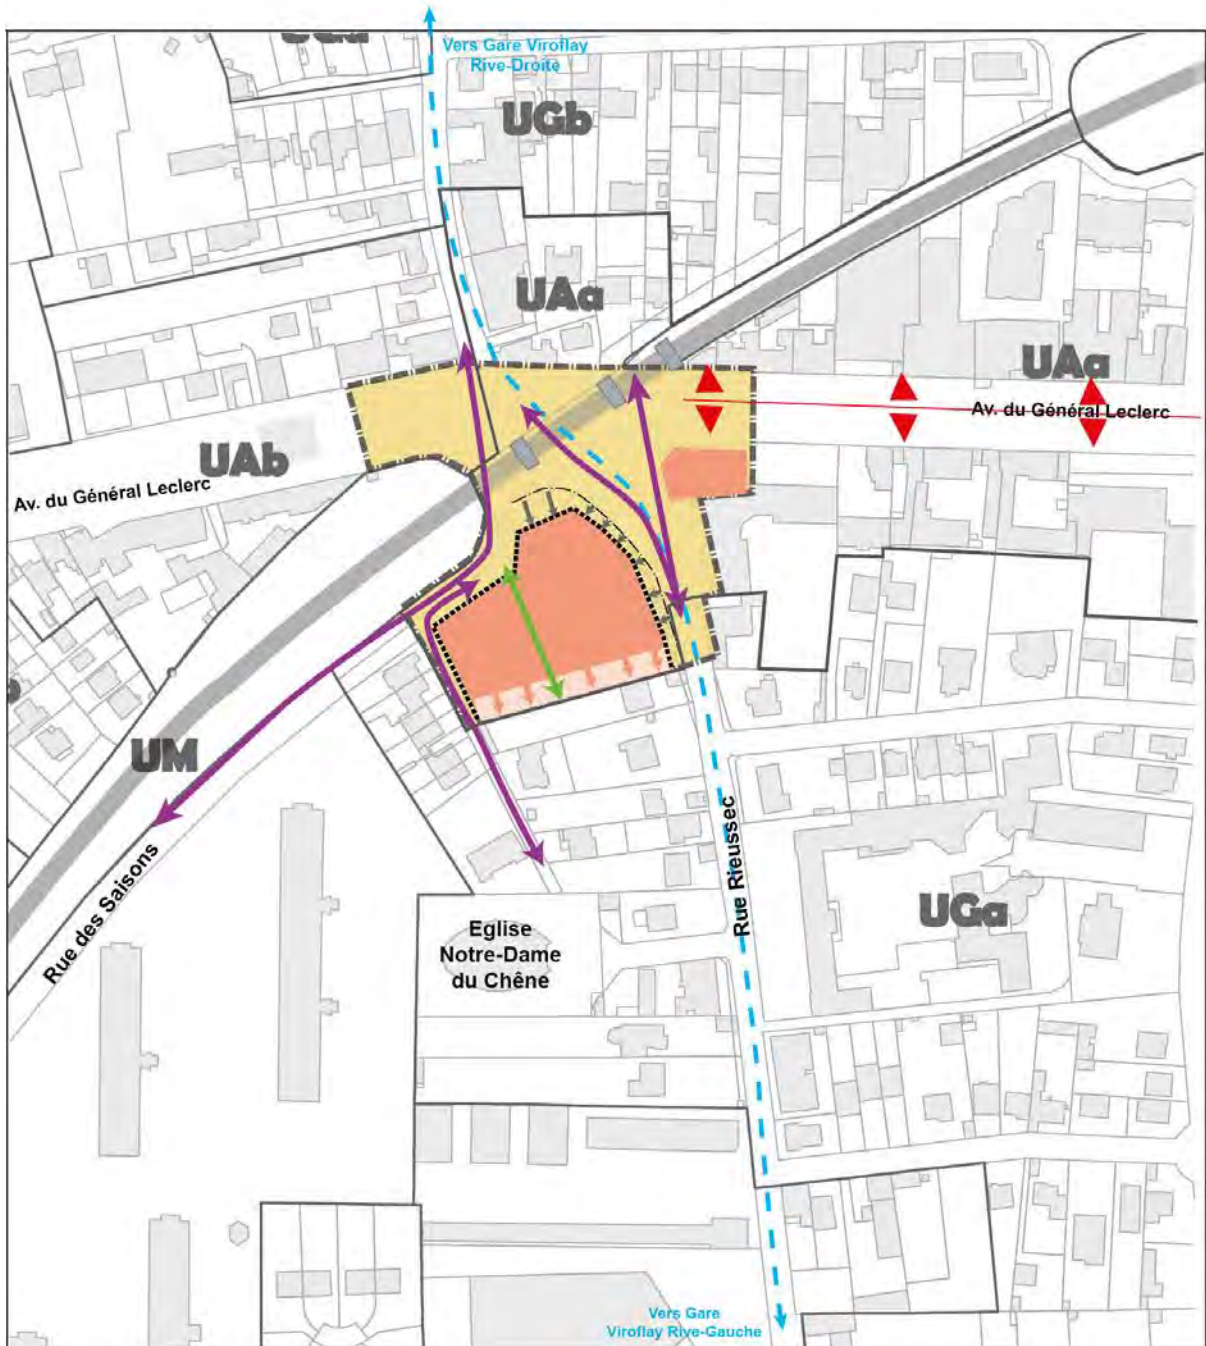 Vers Gare Viroflay
Rive-Droite
UGb
UAa
UAa
Av. du Général Leclerc
UAb
Av. du Général Leclerc
UM
Rue des Saisons
Rue Rieussec
UGa
Eglise
Notre-Dame
du Chêne
Vers Gare
Viroflay Rive-Gauche